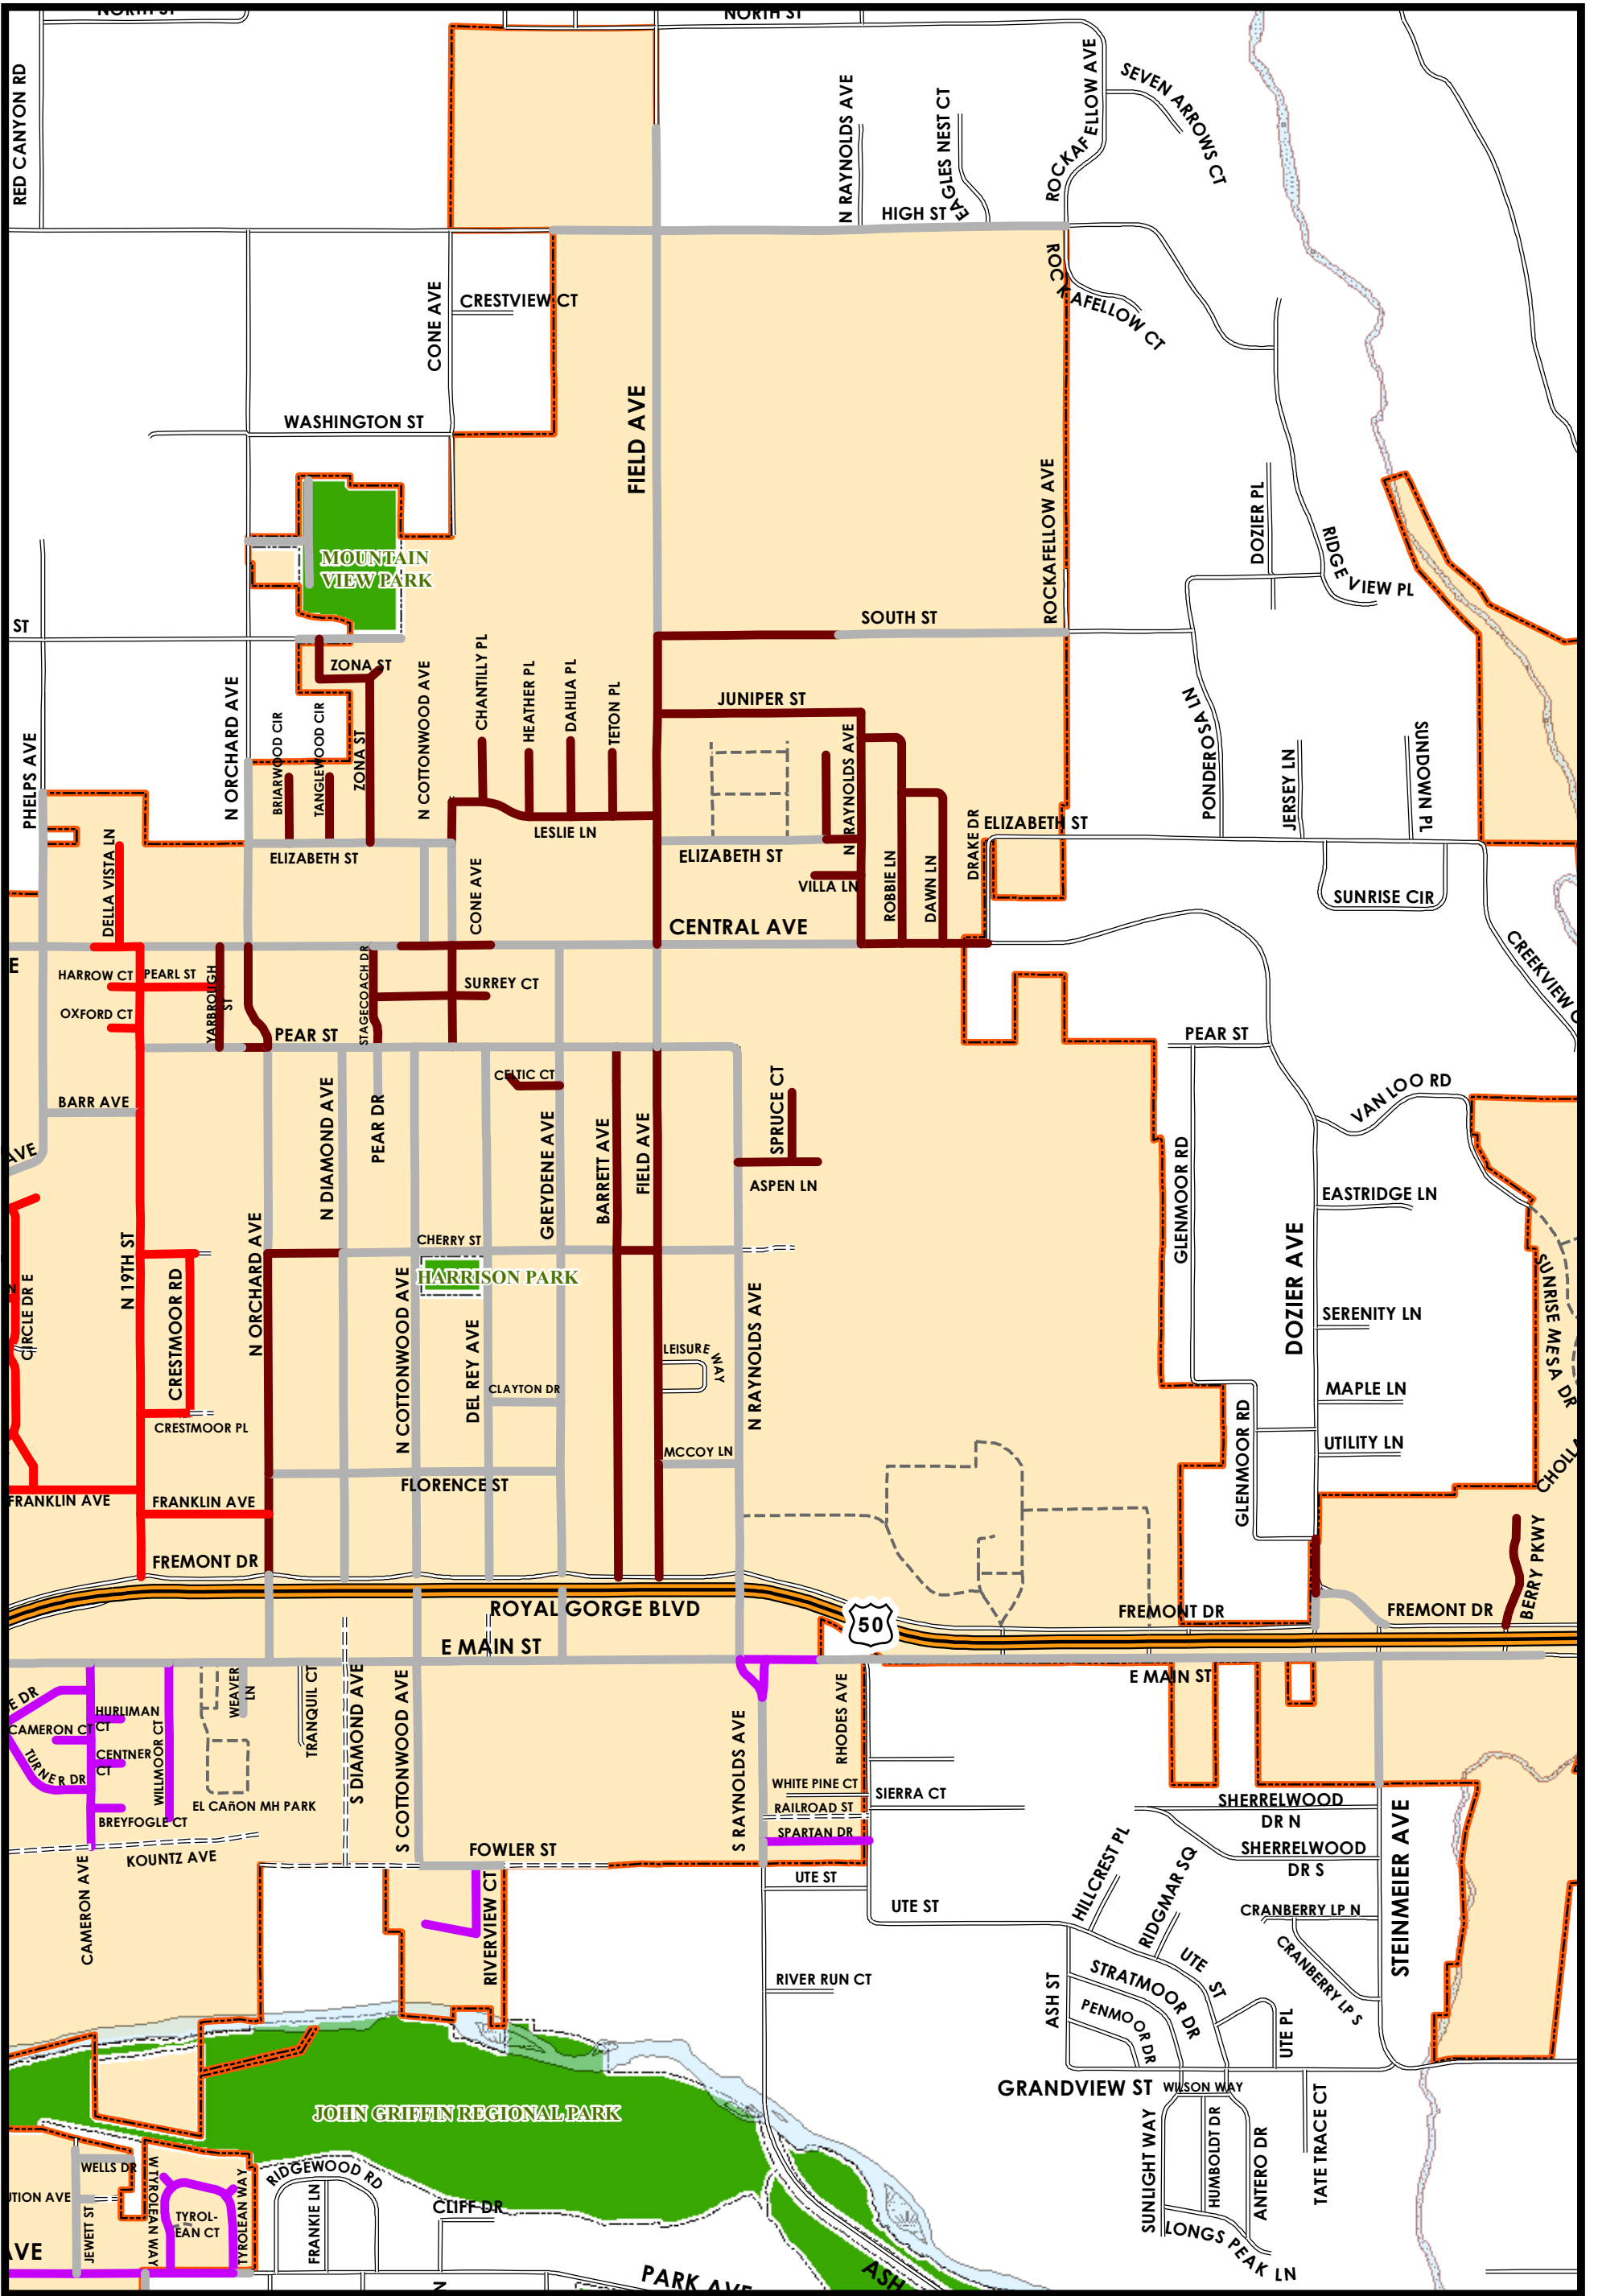 NORTH ST
NORTH ST
RED CANYON RD
N RAYNOLDS AVE
EAGLES NEST CT
ROCKAFELLOW AVE
SEVEN ARROWS CT
HIGH ST
ROCKAFELLOW CT
CONE AVE
CRESTVIEW CT
WASHINGTON ST
FIELD AVE
ROCKAFELLOW AVE
DOZIER PL
RIDGE VIEW PL
MOUNTAIN
VIEW PARK
ST
SOUTH ST
ZONA ST
N COTTONWOOD AVE
CHANTILLY PL
HEATHER PL
DAHLIA PL
TETON PL
JUNIPER ST
PONDEROSA LN
PHELPS AVE
N ORCHARD AVE
BRIARWOOD CIR
TANGLEWOOD CIR
ZONA ST
N RAYNOLDS AVE
JERSEY LN
SUNDOWN PL
LESLIE LN
ELIZABETH ST
ELIZABETH ST
ELIZABETH ST
DRAKE DR
DELLA VISTA LN
CONE AVE
VILLA LN
ROBBIE LN
DAWN LN
SUNRISE CIR
CENTRAL AVE
E
HARROW CT
PEARL ST
YARBROUGH
ST
STAGECOACH DR
SURREY CT
OXFORD CT
PEAR ST
PEAR ST
CREEKVIEW C
BARR AVE
AVE
N DIAMOND AVE
PEAR DR
CELTIC CT
GREYDENE AVE
BARRETT AVE
FIELD AVE
SPRUCE CT
ASPEN LN
VAN LOO RD
GLENMOOR RD
EASTRIDGE LN
CHERRY ST
HARRISON PARK
N 19TH ST
CIRCLE DR E
CRESTMOOR RD
N ORCHARD AVE
N COTTONWOOD AVE
DEL REY AVE
LEISURE WAY
N RAYNOLDS AVE
DOZIER AVE
SERENITY LN
SUNRISE MESA DR
CLAYTON DR
MAPLE LN
CRESTMOOR PL
MCCOY LN
GLENMOOR RD
UTILITY LN
CHOLLA
FLORENCE ST
FRANKLIN AVE
FRANKLIN AVE
FREMONT DR
BERRY PKWY
ROYAL GORGE BLVD
50
FREMONT DR
FREMONT DR
E MAIN ST
E MAIN ST
E DR
WEAVER
LN
TRANQUIL CT
S DIAMOND AVE
S COTTONWOOD AVE
HURLIMAN
CT
CAMERON CT
CENTNER
CT
TURNER DR
WILLMOOR CT
S RAYNOLDS AVE
RHODES AVE
WHITE PINE CT
SIERRA CT
EL CAñON MH PARK
BREYFOGLE CT
RAILROAD ST
SPARTAN DR
SHERRELWOOD
DR N
SHERRELWOOD
DR S
KOUNTZ AVE
FOWLER ST
STEINMEIER AVE
UTE ST
CAMERON AVE
RIVERVIEW CT
UTE ST
HILLCREST PL
RIDGMAR SQ
CRANBERRY LP N
CRANBERRY LP S
UTE ST
RIVER RUN CT
ASH ST
STRATMOOR DR
PENMOOR DR
UTE PL
GRANDVIEW ST
WILSON WAY
JOHN GRIFFIN REGIONAL PARK
SUNLIGHT WAY
HUMBOLDT DR
ANTERO DR
TATE TRACE CT
WELLS DR
W TYROLEAN WAY
TYROLEAN WAY
RIDGEWOOD RD
UTION AVE
JEWETT ST
TYROL-
EAN CT
FRANKIE LN
CLIFF DR
LONGS PEAK LN
AVE
N
PARK AVE
ASH